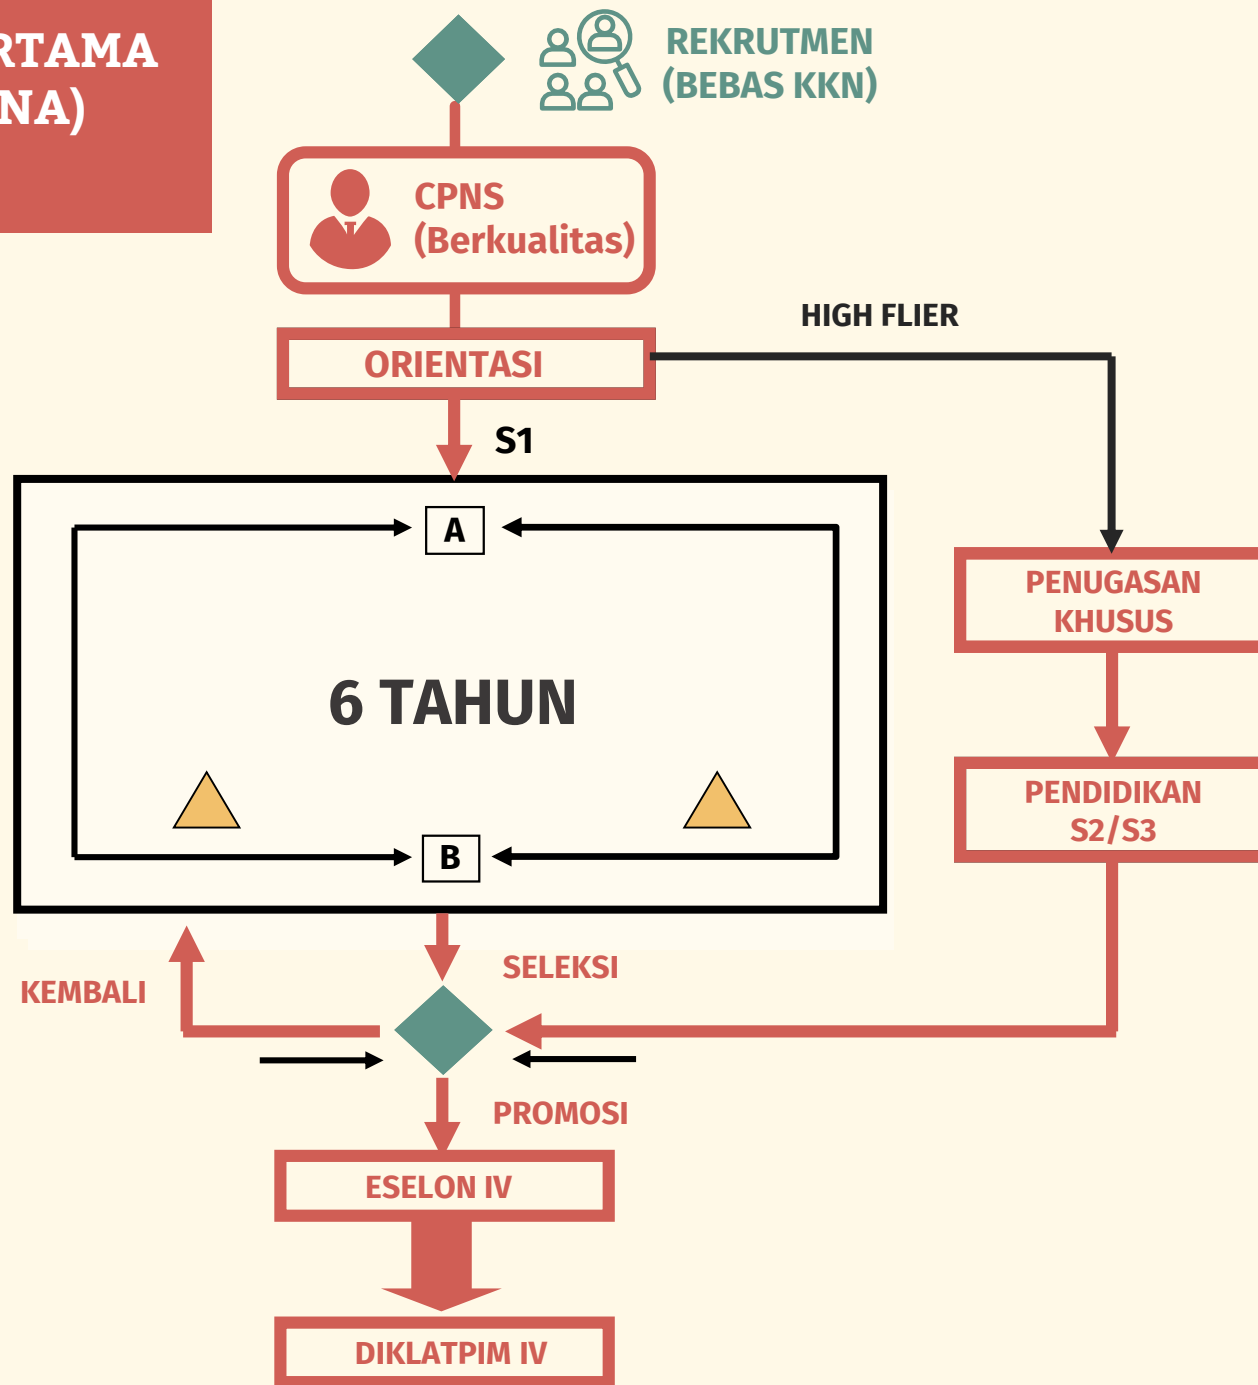 RTAMA
NA)
REKRUTMEN
(BEBAS KKN)
CPNS
(Berkualitas)
HIGH FLIER
ORIENTASI
S1
A
PENUGASAN
KHUSUS
6 TAHUN
PENDIDIKAN
S2/S3
B
SELEKSI
KEMBALI
PROMOSI
ESELON IV
DIKLATPIM IV